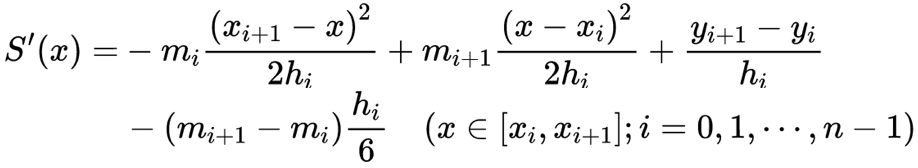 S′(x) = − m_i (x_{i+1} − x)^2 / 2h_i + m_{i+1} (x − x_i)^2 / 2h_i + (y_{i+1} − y_i) / h_i
− (m_{i+1} − m_i) h_i / 6 (x ∈ [x_i, x_{i+1}]; i = 0, 1, ⋯, n − 1)